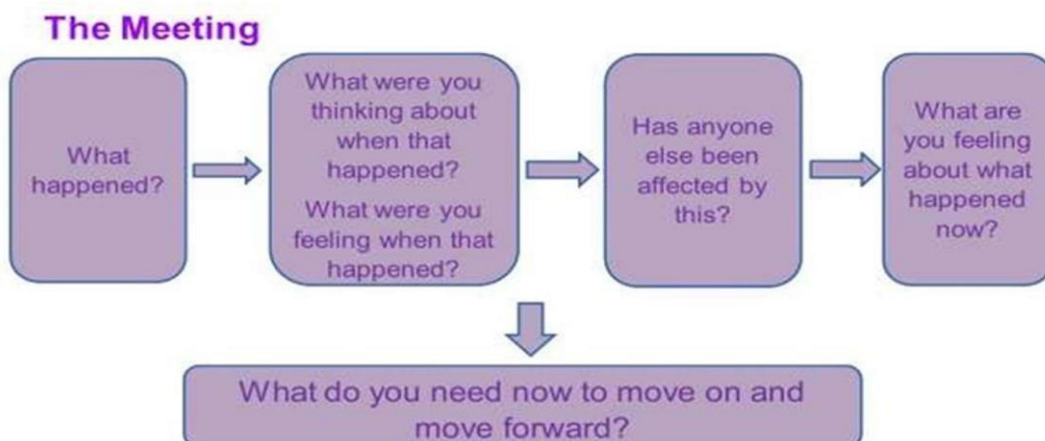 The Meeting
What
happened?
What were you
thinking about
when that
happened?
What were you
feeling when that
happened?
Has anyone
else been
affected by
this?
What are
you feeling
about what
happened
now?
What do you need now to move on and
move forward?